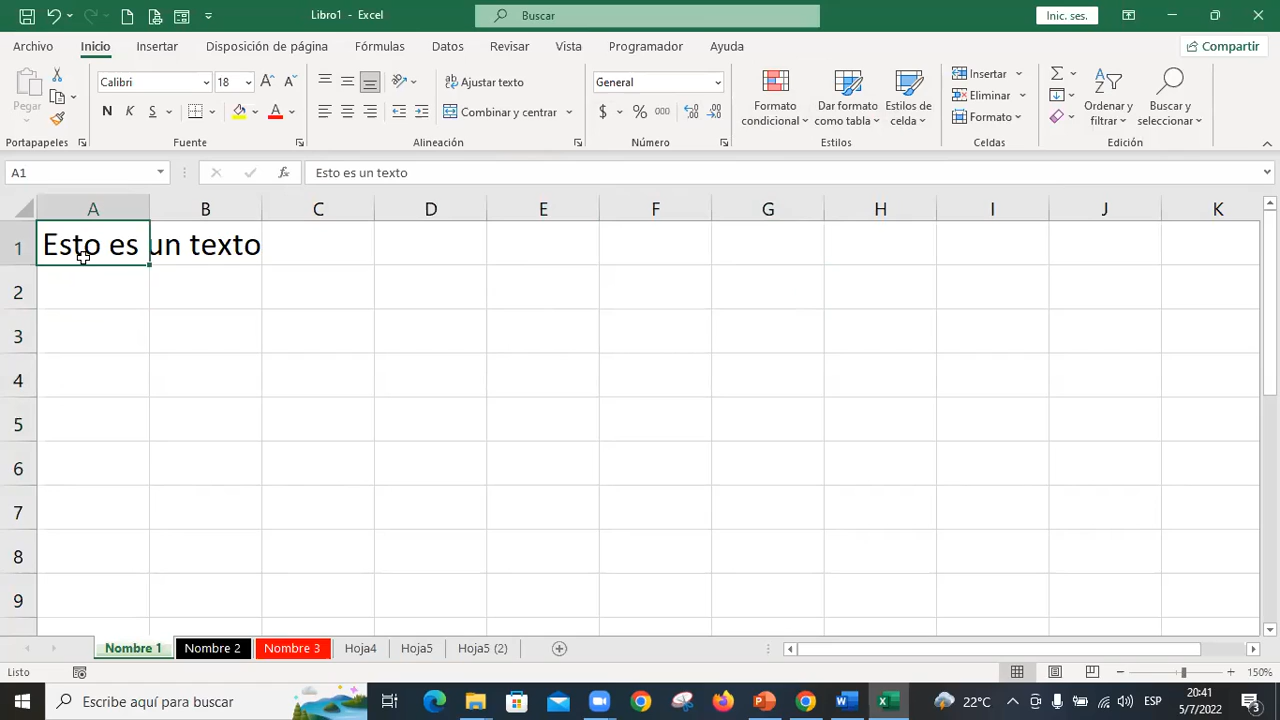 Libro1 - Excel
Buscar
Inic. ses.
Archivo
Inicio
Insertar
Disposición de página
Fórmulas
Datos
Revisar
Vista
Programador
Ayuda
Compartir
Pegar
Portapapeles
Calibri
18
N K S
Fuente
Ajustar texto
Combinar y centrar
Alineación
General
$ % 000
Número
Formato
condicional
Dar formato
como tabla
Estilos de
celda
Estilos
Insertar
Eliminar
Formato
Celdas
Ordenar y
filtrar
Buscar y
seleccionar
Edición
A1
fx
Esto es un texto
A B C D E F G H I J K
1 Esto es un texto
2
3
4
5
6
7
8
9
Nombre 1
Nombre 2
Nombre 3
Hoja4
Hoja5
Hoja5 (2)
Listo
150%
Escribe aquí para buscar
22°C
ESP
20:41
5/7/2022
3